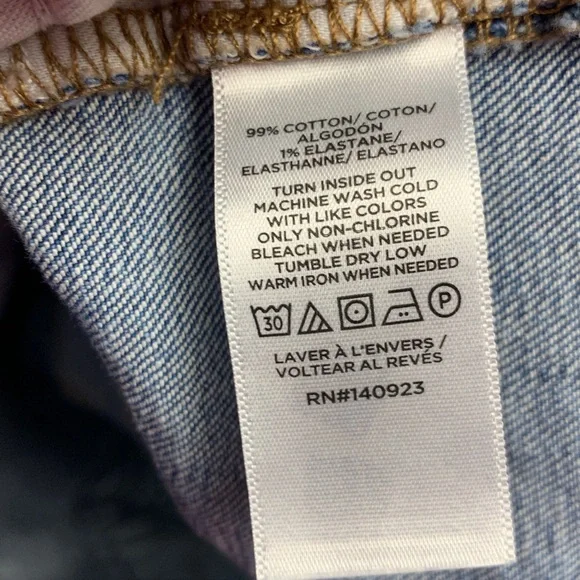 99% COTTON/ COTON/
ALGODÓN
1% ELASTANE/
ELASTHANNE/ ELASTANO
TURN INSIDE OUT
MACHINE WASH COLD
WITH LIKE COLORS
ONLY NON-CHLORINE
BLEACH WHEN NEEDED
TUMBLE DRY LOW
WARM IRON WHEN NEEDED
30 P
LAVER À L'ENVERS /
VOLTEAR AL REVÉS
RN#140923